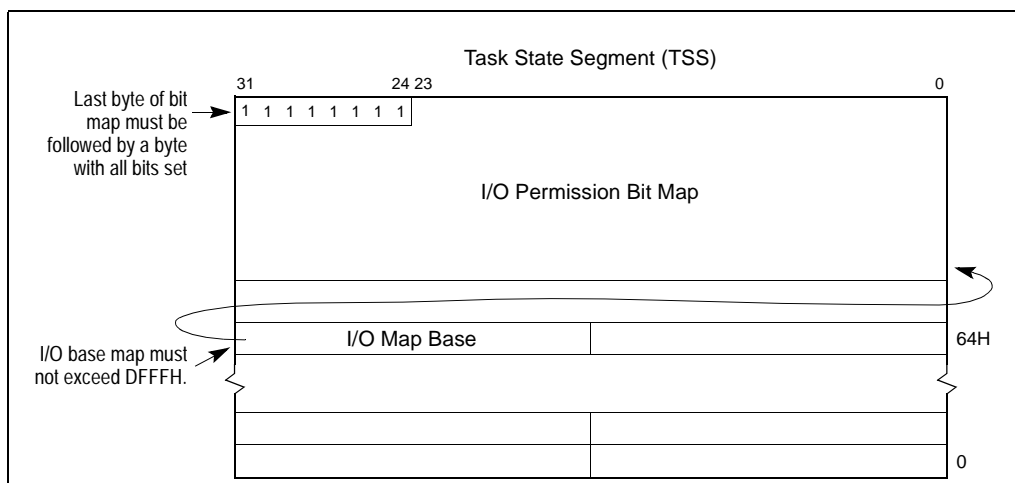 Task State Segment (TSS)
31 24 23 0
Last byte of bit
map must be
followed by a byte
with all bits set
1 1 1 1 1 1 1 1
I/O Permission Bit Map
I/O Map Base
64H
I/O base map must
not exceed DFFFH.
0